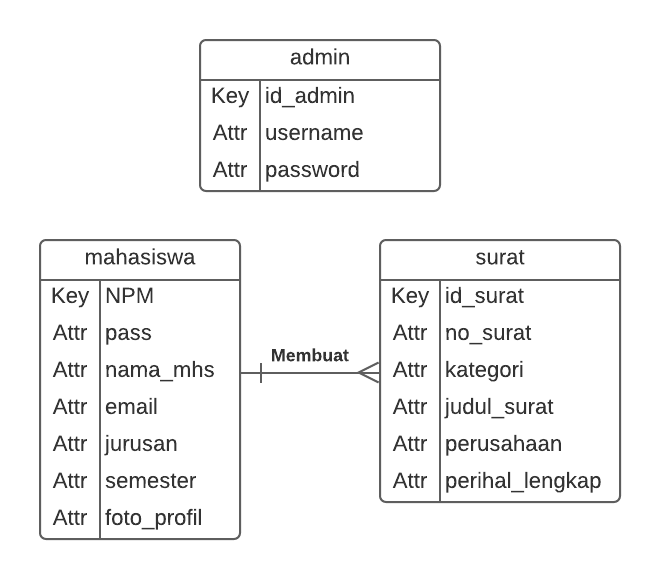 admin
Key id_admin
Attr username
Attr password
mahasiswa
Key NPM
Attr pass
Attr nama_mhs
Attr email
Attr jurusan
Attr semester
Attr foto_profil
Membuat
surat
Key id_surat
Attr no_surat
Attr kategori
Attr judul_surat
Attr perusahaan
Attr perihal_lengkap